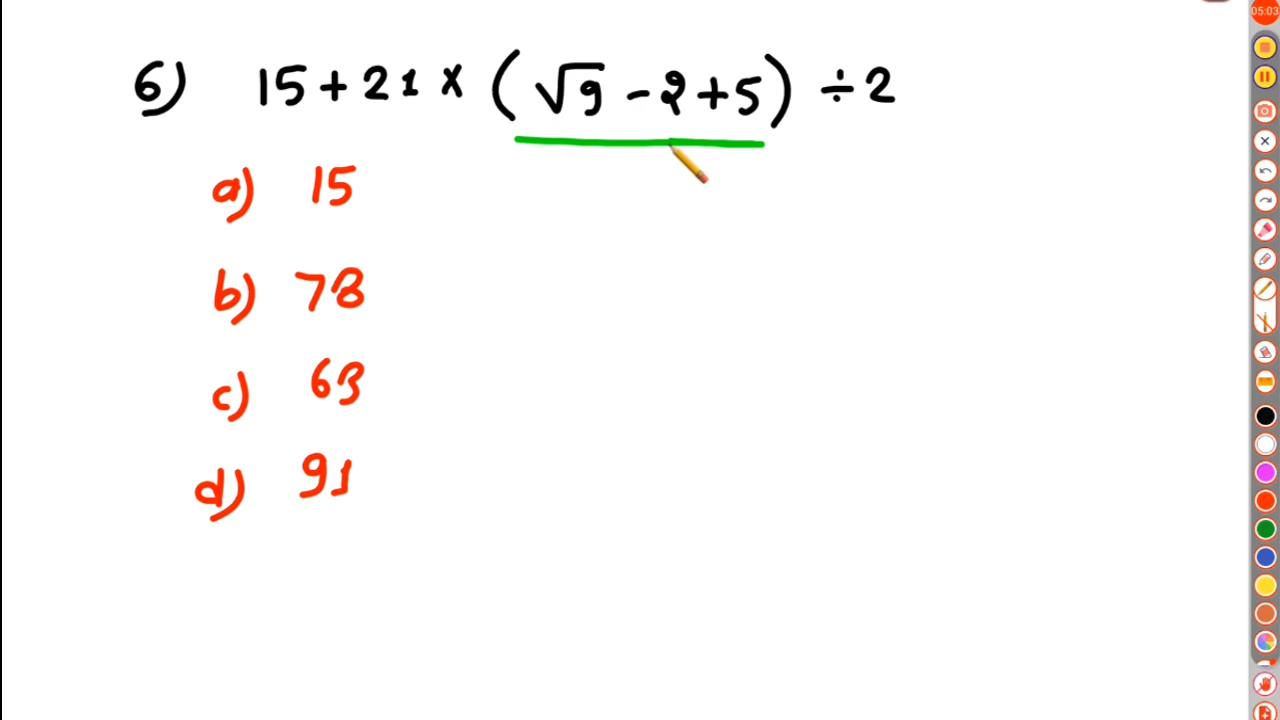 05:03
6) 15+21 × (√9 -2+5) ÷2
a) 15
b) 78
c) 63
d) 91